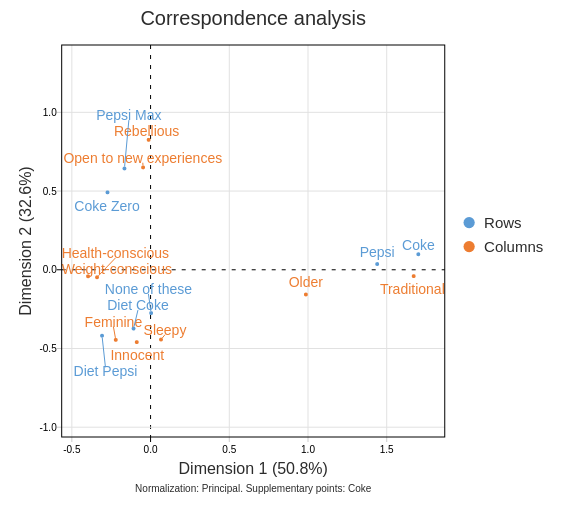 Correspondence analysis
Pepsi Max
Rebellious
Open to new experiences
Coke Zero
Health-conscious
Weight-conscious
None of these
Diet Coke
Feminine
Sleepy
Innocent
Diet Pepsi
Coke
Pepsi
Older
Traditional
1.0
0.5
0.0
-0.5
-1.0
-0.5
0.0
0.5
1.0
1.5
Dimension 2 (32.6%)
Dimension 1 (50.8%)
Normalization: Principal. Supplementary points: Coke
Rows
Columns